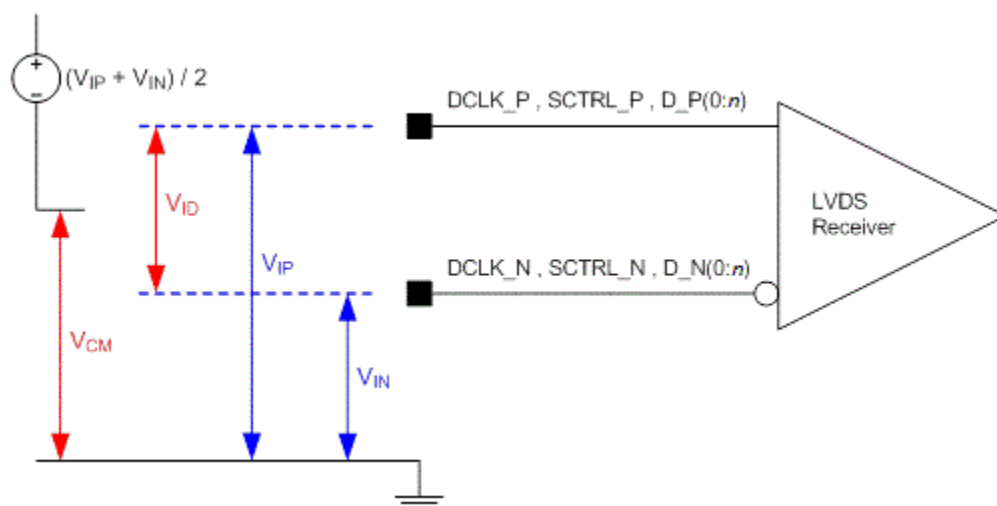 (VIP + VIN) / 2
DCLK_P , SCTRL_P , D_P(0:n)
VID
LVDS
Receiver
VIP
DCLK_N , SCTRL_N , D_N(0:n)
VCM
VIN